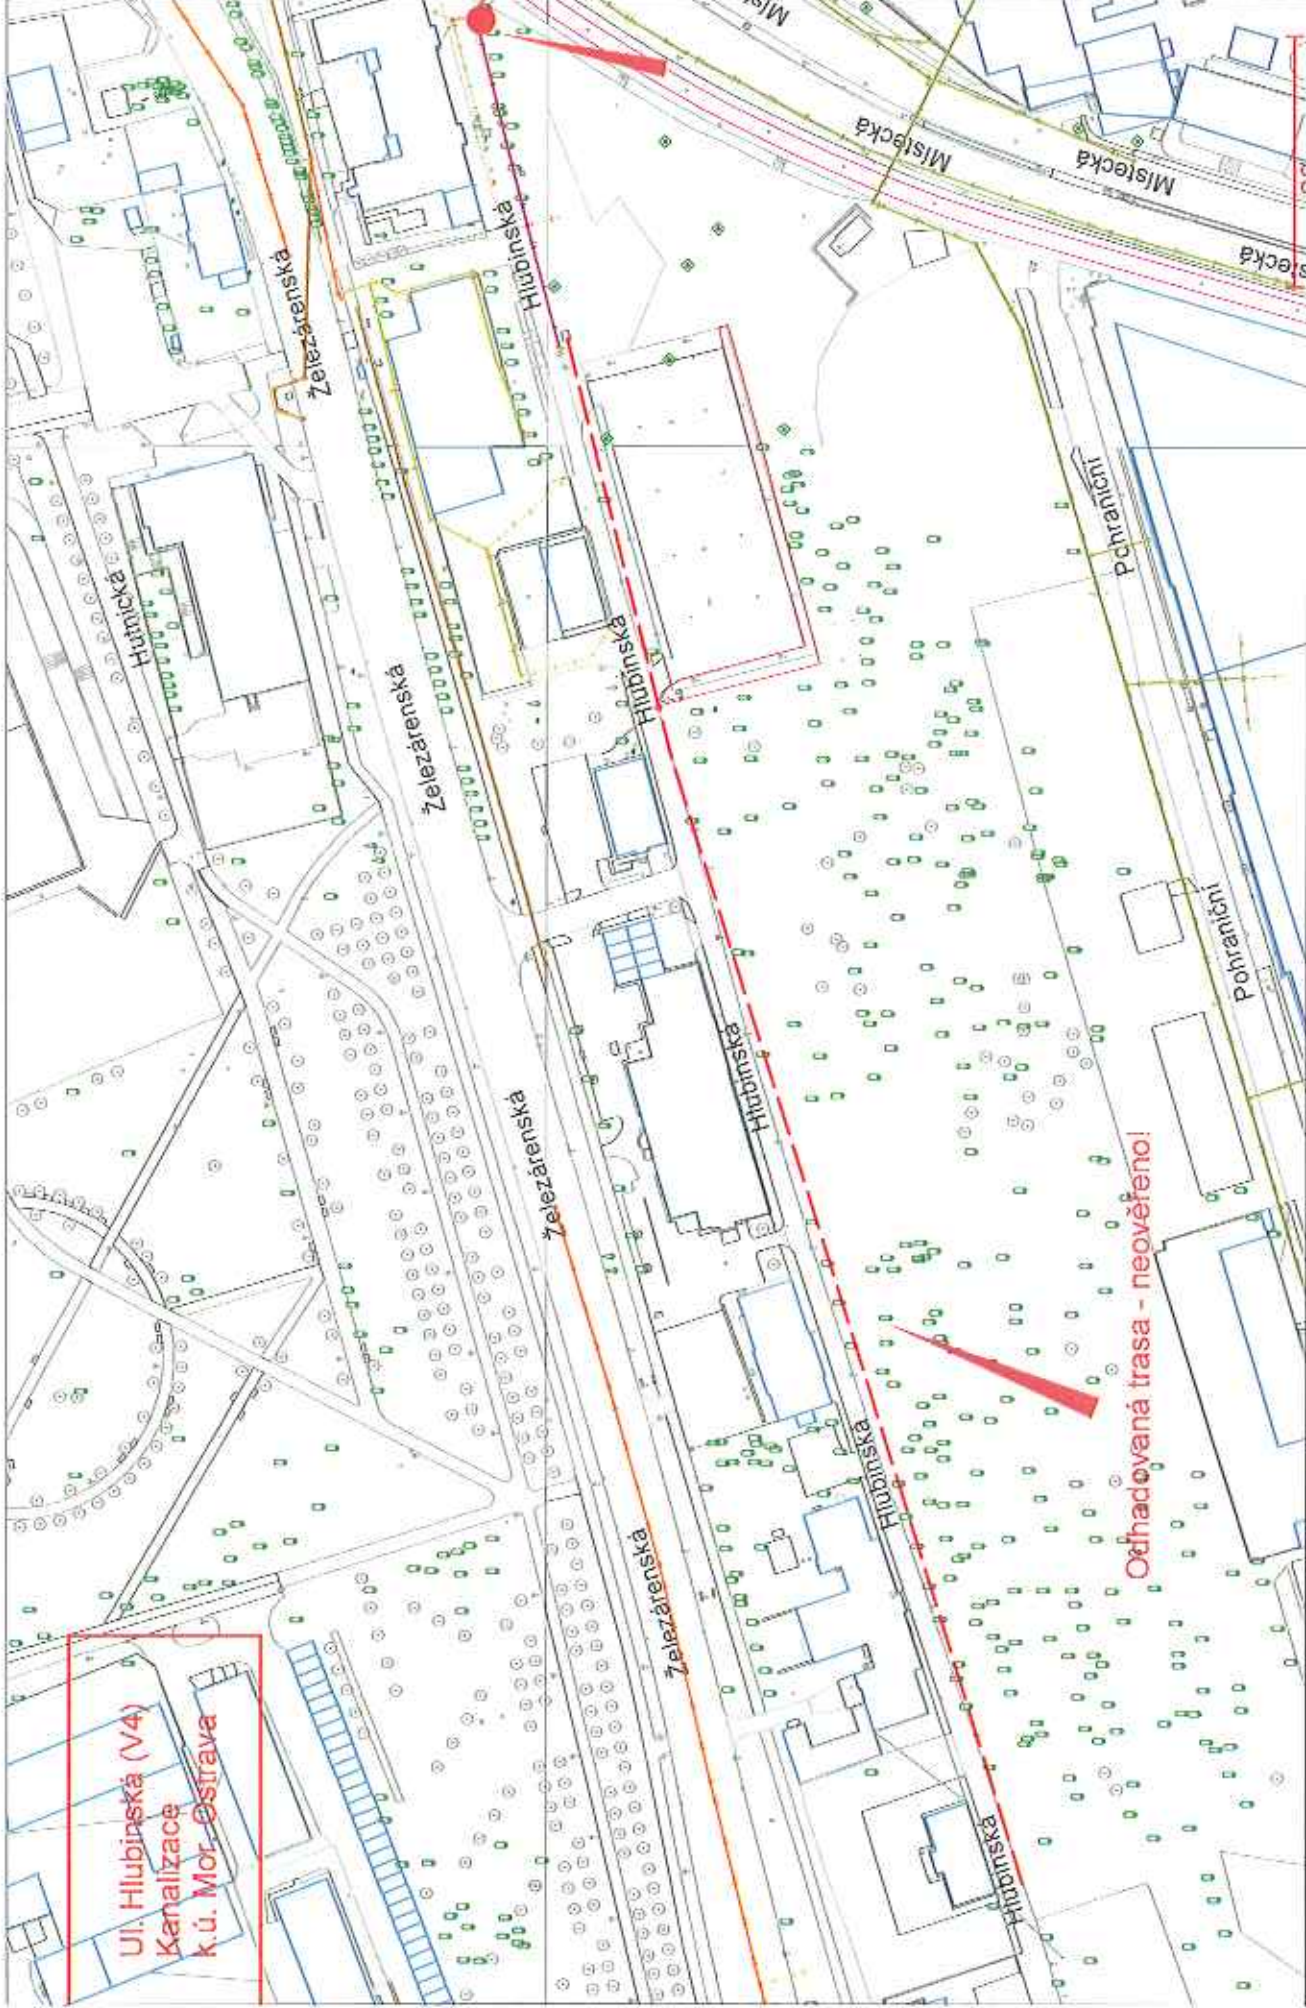 Místecká
Místecká
Místecká
Železárenská
Hlubinská
Hutnická
Železárenská
Hlubinská
Pohraniční
Železárenská
Hlubinská
Pohraniční
Železárenská
Hlubinská
Hlubinská
Odhadovaná trasa - neověřeno!
Ul. Hlubinská (V4)
Kanalizace
k.ú. Mor. Ostrava